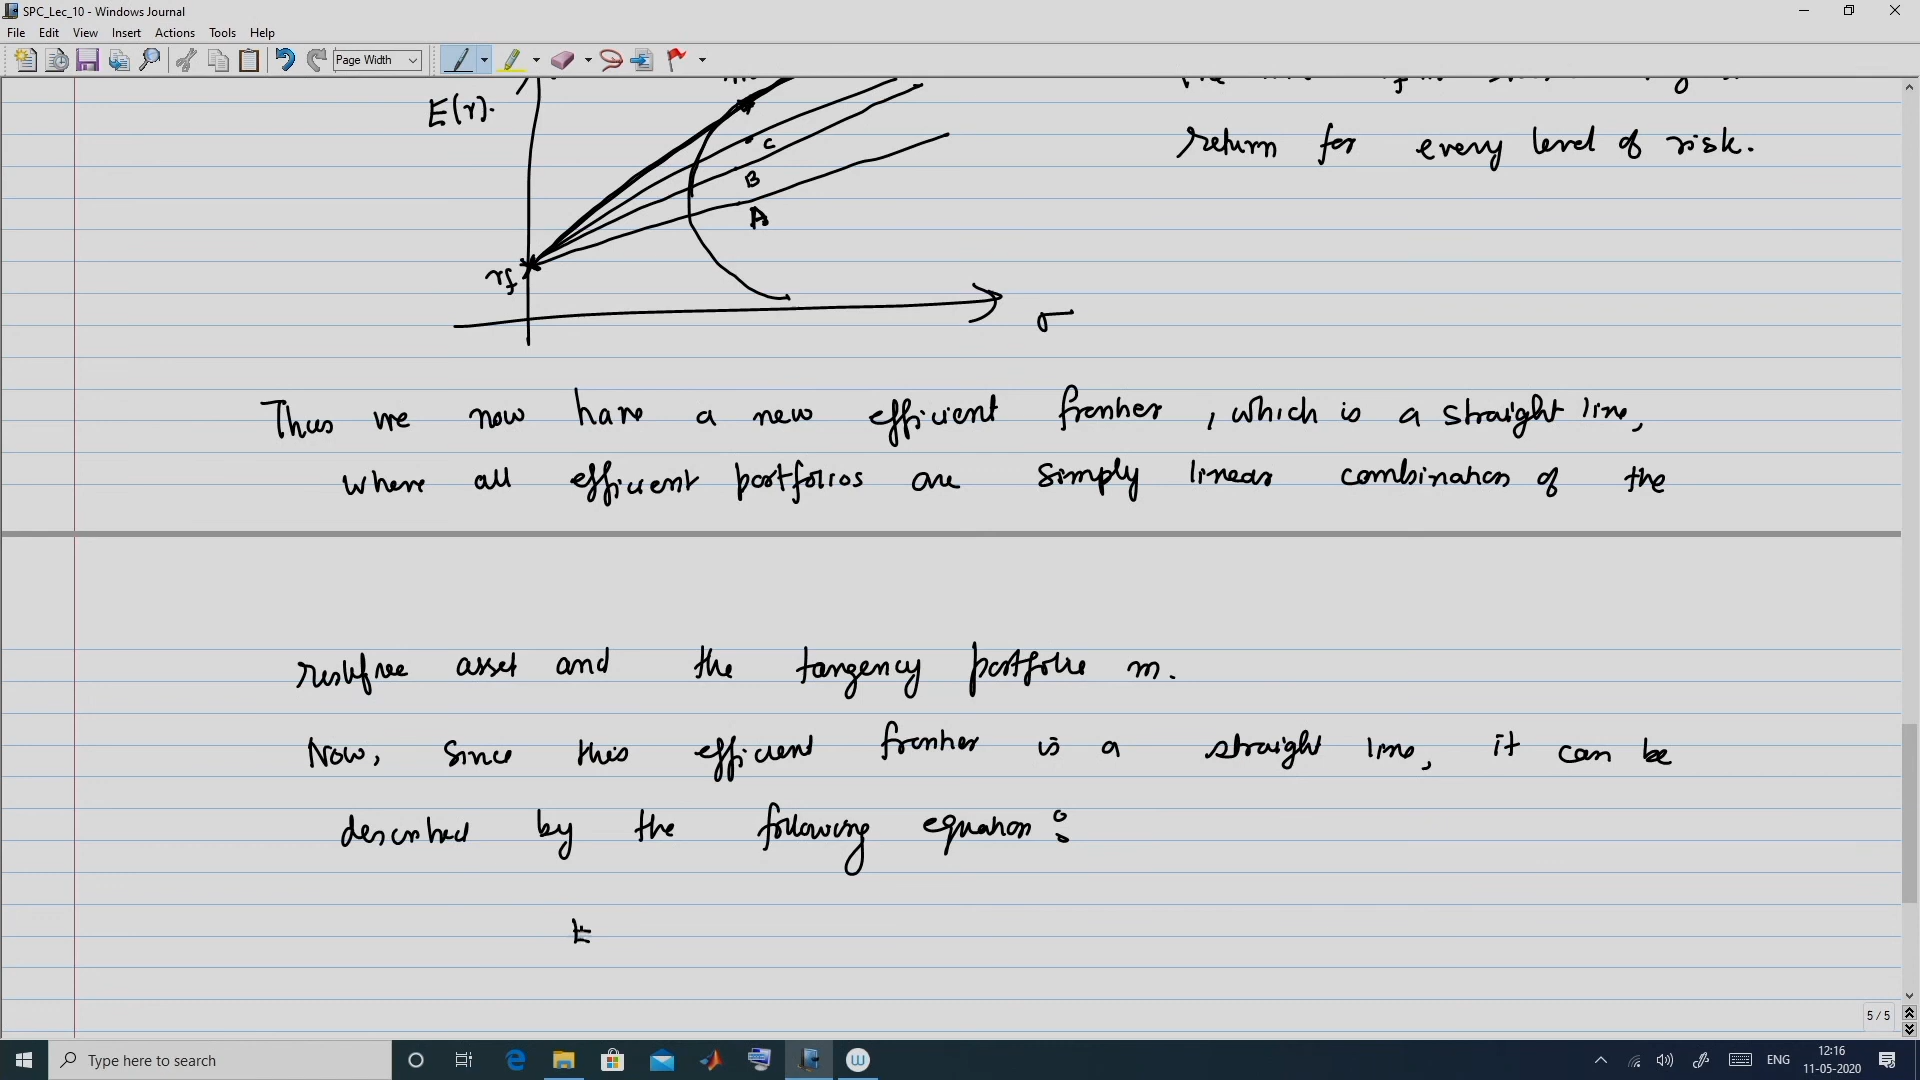 SPC_Lec_10 - Windows Journal
File Edit View Insert Actions Tools Help
Page Width
E(r).
return for every level of risk.
C
B
A
rf
σ
Thus we now have a new efficient frontier, which is a straight line,
where all efficient portfolios are simply linear combination of the
riskfree asset and the tangency portfolio m.
Now, since this efficient frontier is a straight line, it can be
described by the following equation:
E
5 / 5
Type here to search
ENG
12:16
11-05-2020